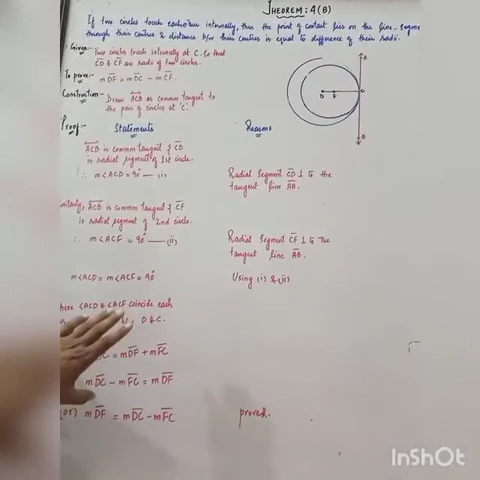 THEOREM: 4(B)
If two circles touch each other internally, then the point of contact lies on the line-segme
through their centres & distance b/w their centres is equal to difference of their radii.
Given:- Two circles touch internally at C. So that
CD & CF are radii of two circles.
To prove:- mDF = mDC - mCF.
Construction:- Draw ACB as common tangent to
the pair of circles at 'C'.
A
D F C
B
Proof:- Statements Reasons
ACB is common tangent & CD
is radial segment of 1st circle.
∴ m∠ACD = 90° — (i) Radial Segment CD ⊥ to the
tangent line AB.
ACB is common tangent & CF
is radial segment of 2nd circle.
∴ m∠ACF = 90° — (ii) Radial Segment CF ⊥ to the
tangent line AB.
m∠ACD = m∠ACF = 90° Using (i) & (ii)
here ∠ACD & ∠ACF coincide each
D & C.
= mDF + mFC
mDC - mFC = mDF
(or) mDF = mDC - mFC proved.
InShOt